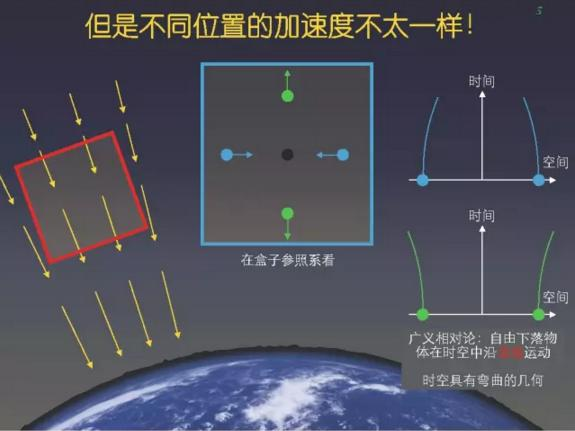 5
但是不同位置的加速度不太一样！
时间
空间
在盒子参照系看
时间
空间
广义相对论：自由下落物
体在时空中沿直线运动
时空具有弯曲的几何